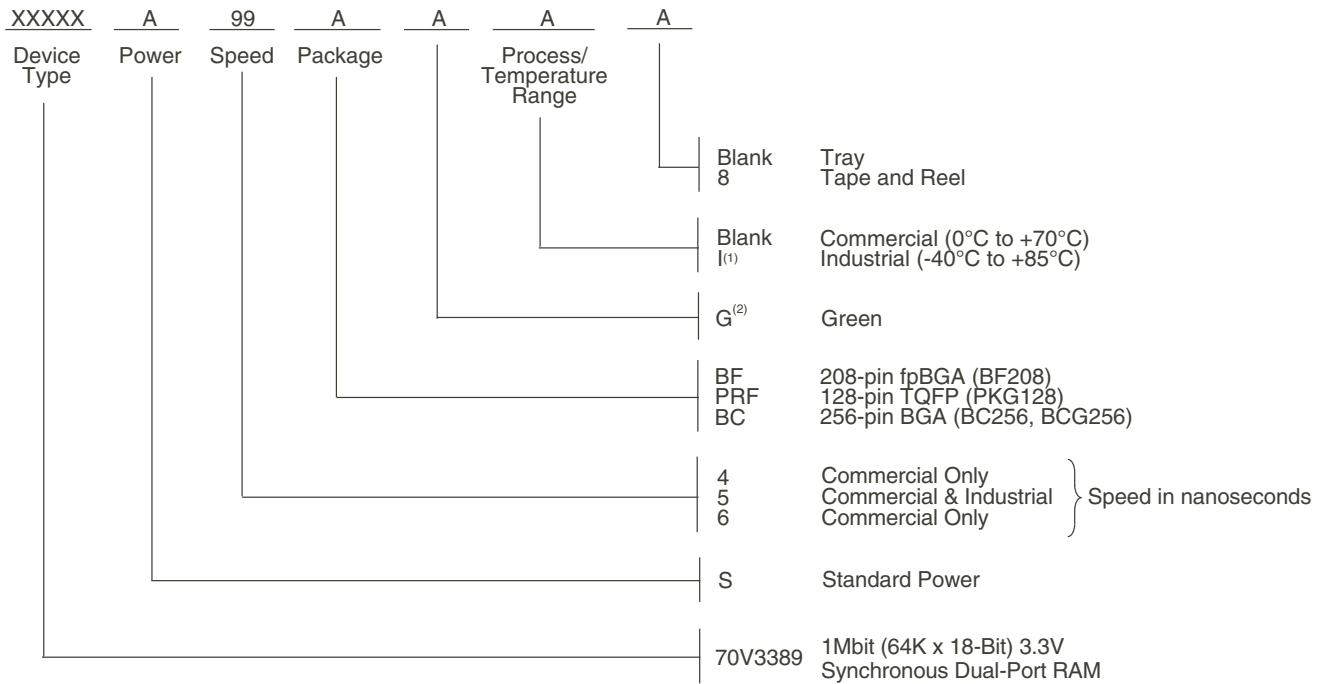 XXXXX A 99 A A A A
Device Type Power Speed Package Process/ Temperature Range
Blank Tray
8 Tape and Reel
Blank Commercial (0°C to +70°C)
I(1) Industrial (-40°C to +85°C)
G(2) Green
BF 208-pin fpBGA (BF208)
PRF 128-pin TQFP (PKG128)
BC 256-pin BGA (BC256, BCG256)
4 Commercial Only
5 Commercial & Industrial Speed in nanoseconds
6 Commercial Only
S Standard Power
70V3389 1Mbit (64K x 18-Bit) 3.3V
Synchronous Dual-Port RAM